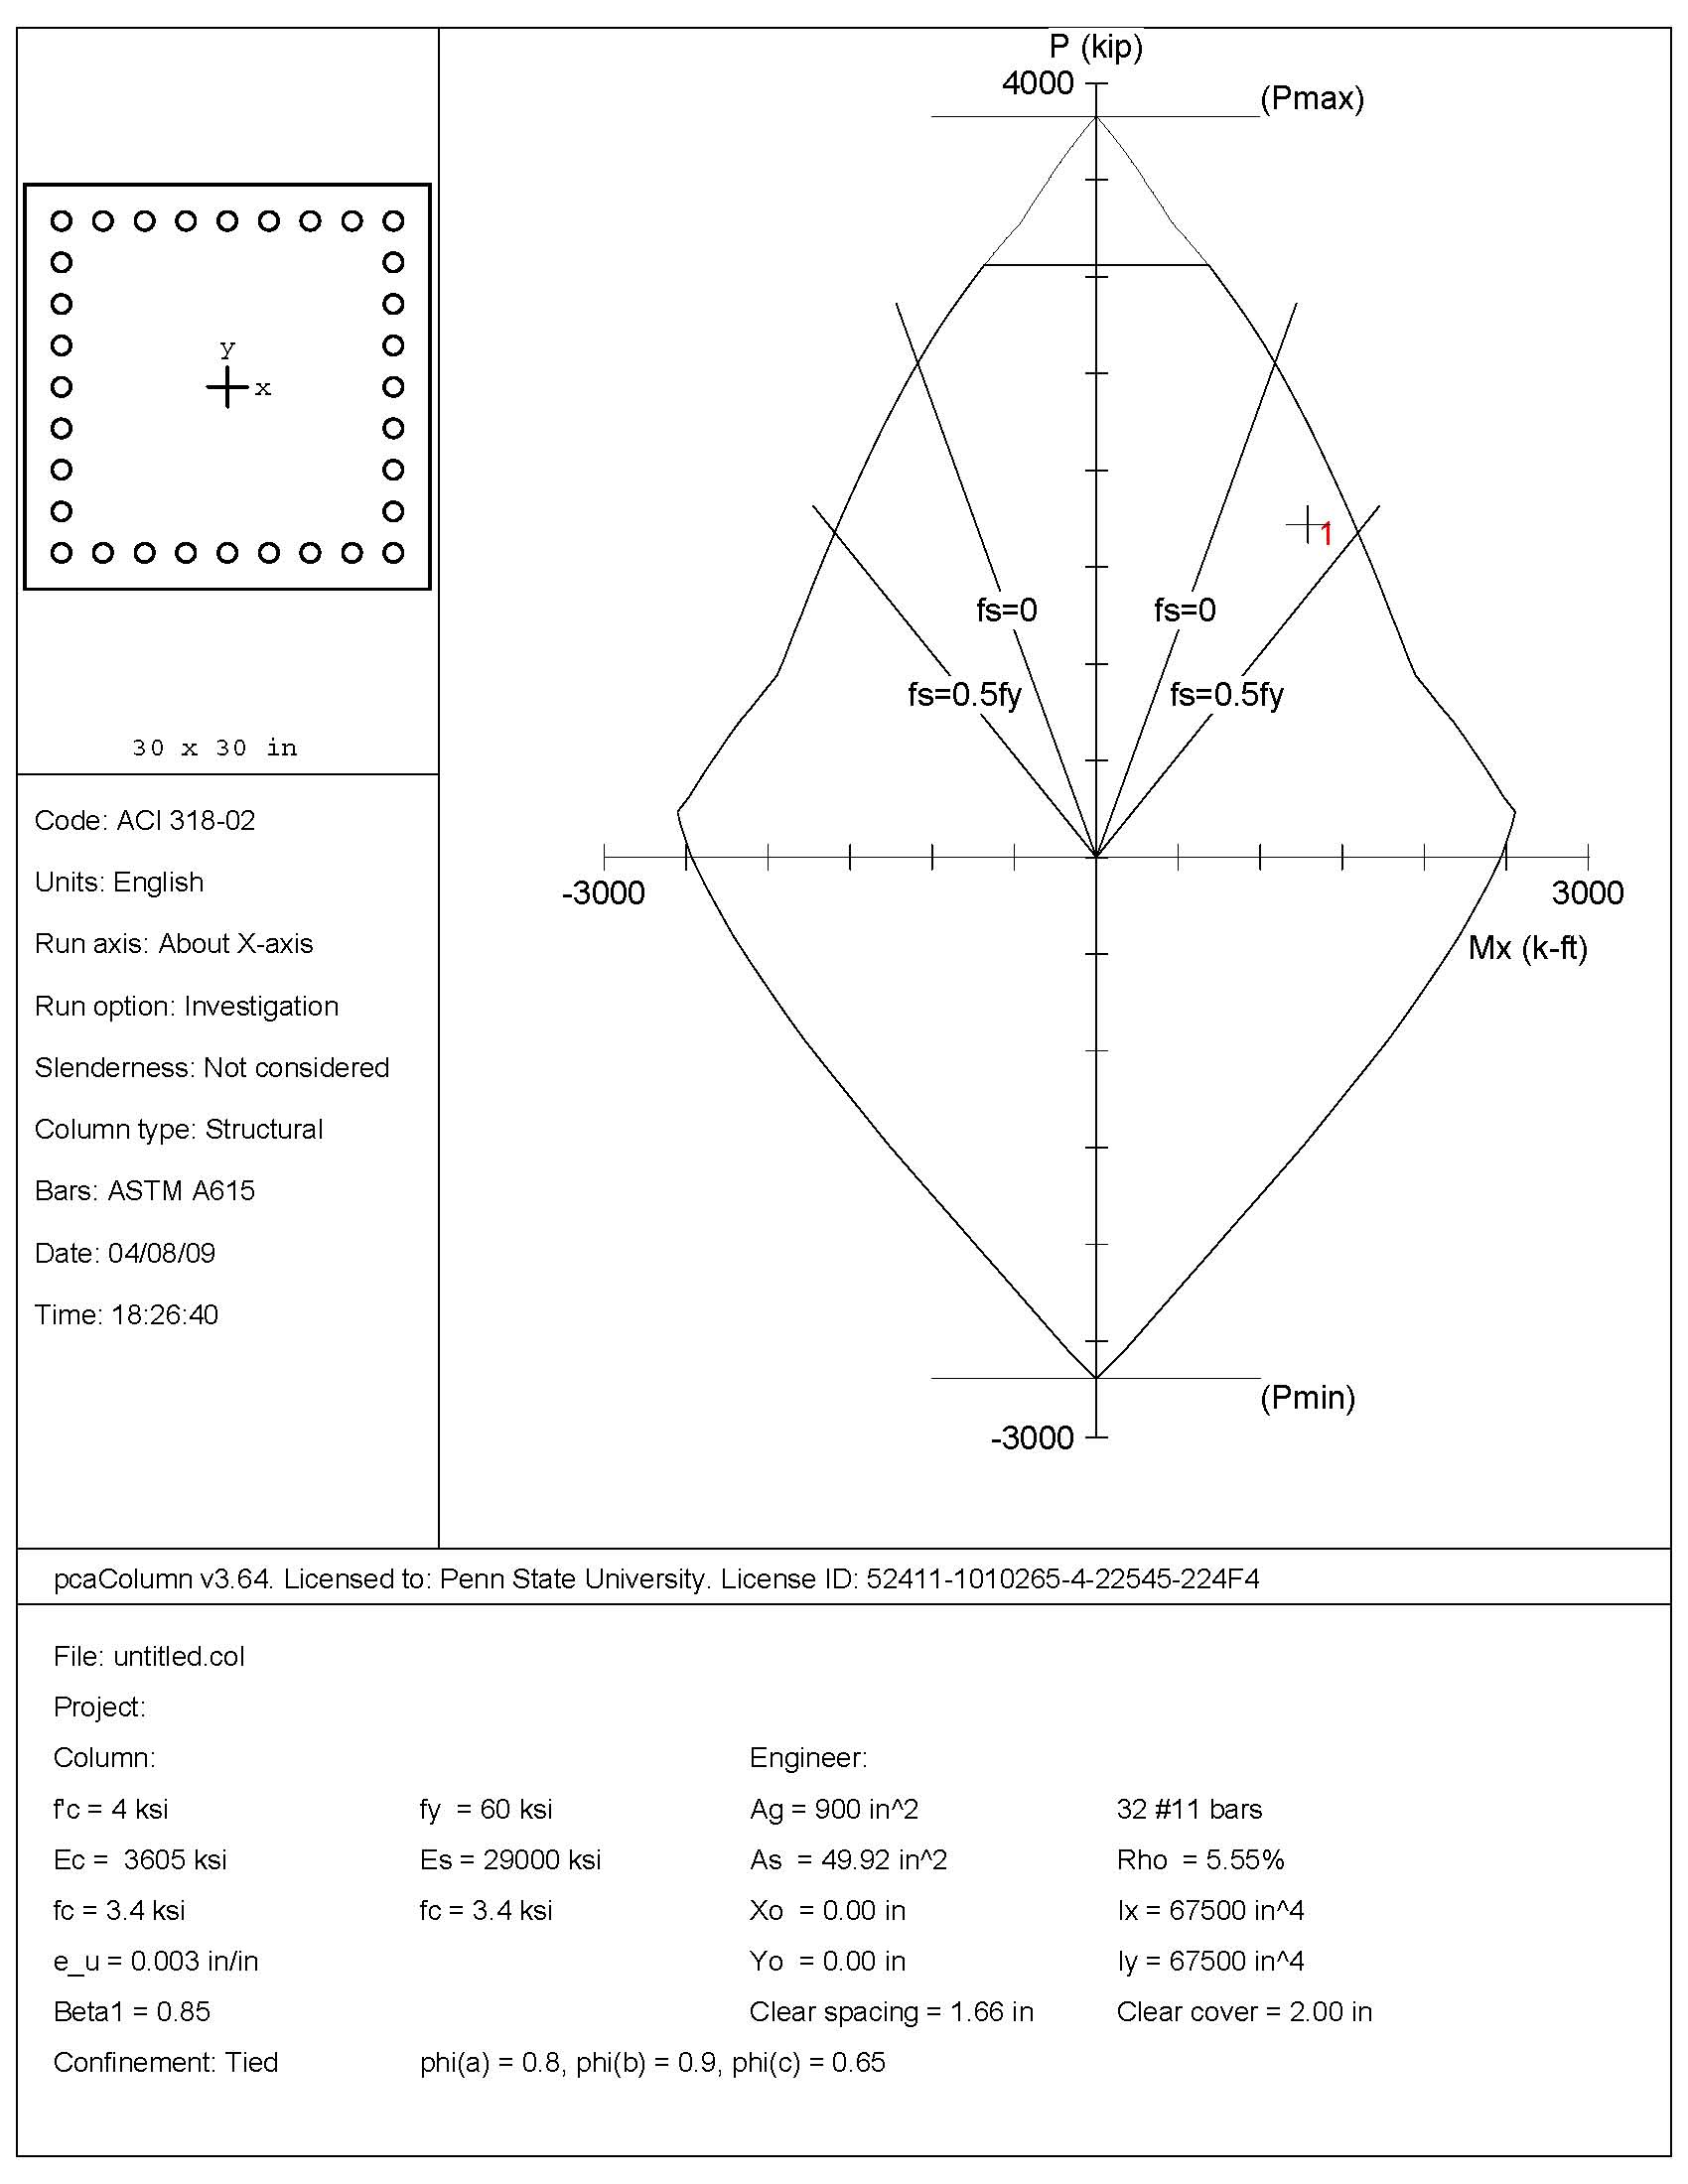 P (kip)
4000
(Pmax)
y
x
1
fs=0
fs=0
fs=0.5fy
fs=0.5fy
30 x 30 in
Code: ACI 318-02
Units: English
-3000
3000
Run axis: About X-axis
Mx (k-ft)
Run option: Investigation
Slenderness: Not considered
Column type: Structural
Bars: ASTM A615
Date: 04/08/09
Time: 18:26:40
(Pmin)
-3000
pcaColumn v3.64. Licensed to: Penn State University. License ID: 52411-1010265-4-22545-224F4
File: untitled.col
Project:
Column: Engineer:
f'c = 4 ksi fy = 60 ksi Ag = 900 in^2 32 #11 bars
Ec = 3605 ksi Es = 29000 ksi As = 49.92 in^2 Rho = 5.55%
fc = 3.4 ksi fc = 3.4 ksi Xo = 0.00 in Ix = 67500 in^4
e_u = 0.003 in/in Yo = 0.00 in Iy = 67500 in^4
Beta1 = 0.85 Clear spacing = 1.66 in Clear cover = 2.00 in
Confinement: Tied phi(a) = 0.8, phi(b) = 0.9, phi(c) = 0.65